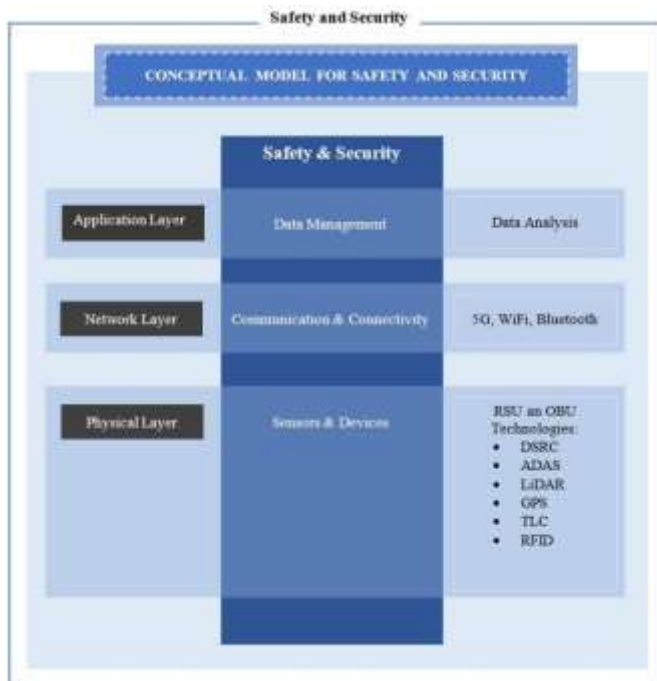 Safety and Security
CONCEPTUAL MODEL FOR SAFETY AND SECURITY
Safety & Security
Application Layer
Data Management
Data Analysis
Network Layer
Communication & Connectivity
5G, WiFi, Bluetooth
Physical Layer
Sensors & Devices
RSU an OBU
Technologies:
• DSRC
• ADAS
• LiDAR
• GPS
• TLC
• RFID